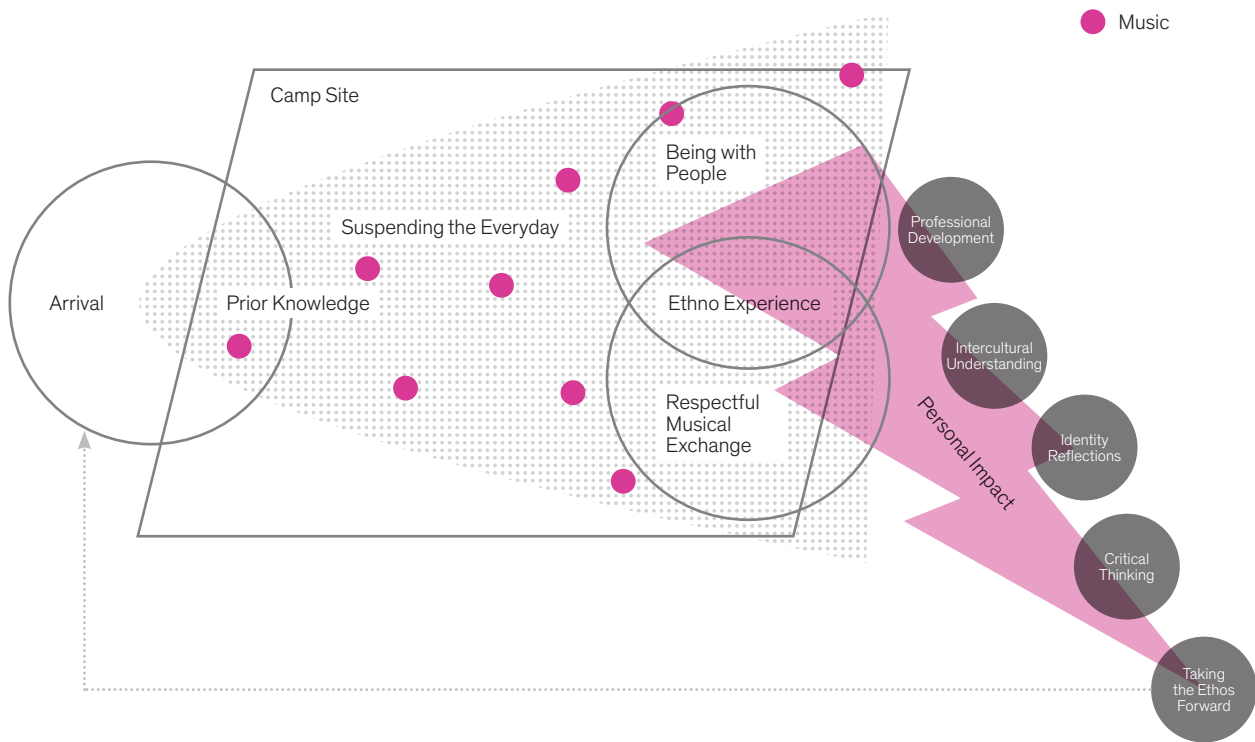 Music
Camp Site
Being with
People
Suspending the Everyday
Arrival
Prior Knowledge
Ethno Experience
Respectful
Musical
Exchange
Personal Impact
Professional
Development
Intercultural
Understanding
Identity
Reflections
Critical
Thinking
Taking
the Ethos
Forward